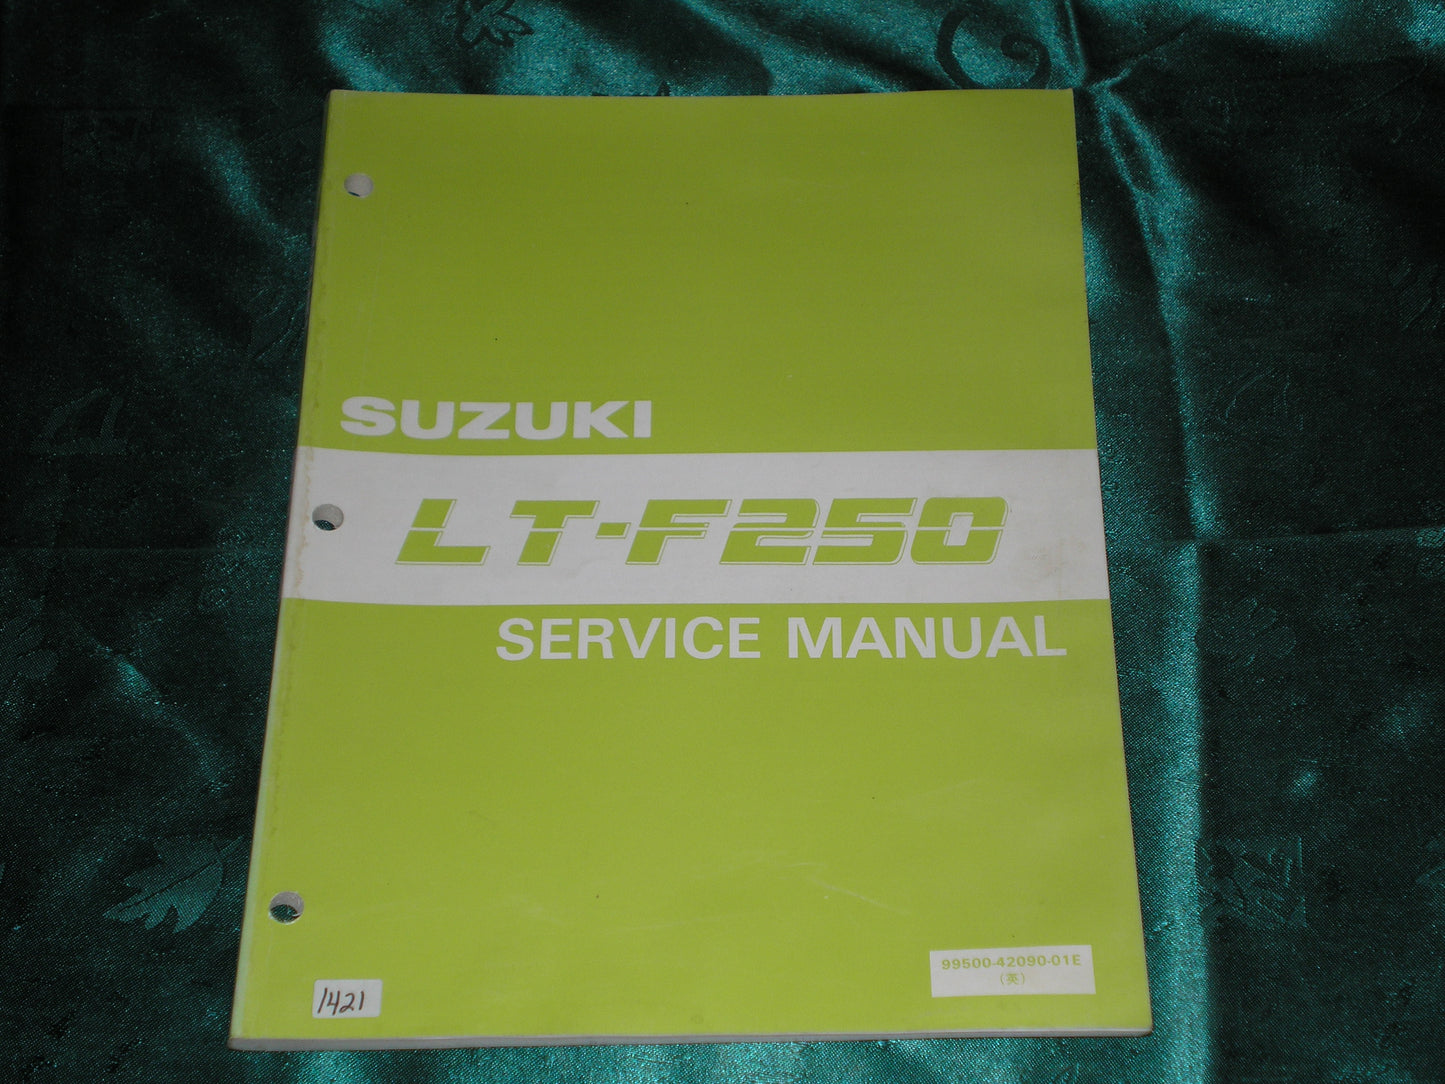 SUZUKI
LT-F250
SERVICE MANUAL
99500-42090-01E
(英)
1421